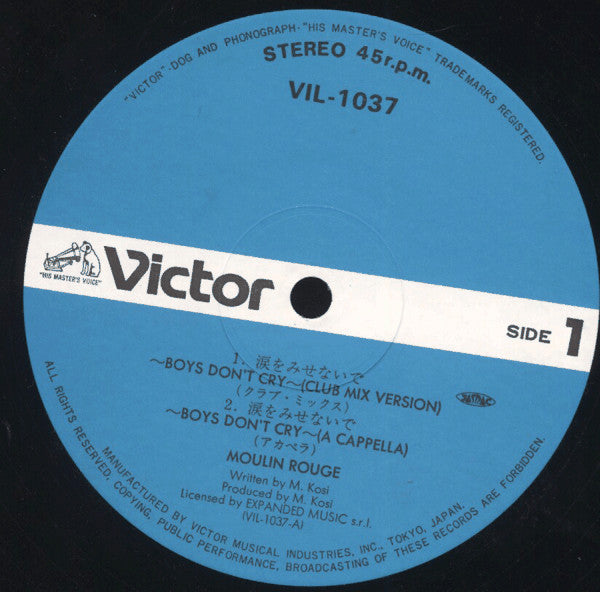 "VICTOR"-DOG AND PHONOGRAPH-"HIS MASTER'S VOICE" TRADEMARKS REGISTERED.
STEREO 45r.p.m.
VIL-1037
"HIS MASTER'S VOICE"
Victor
SIDE 1
1. 涙をみせないで
~BOYS DON'T CRY~(CLUB MIX VERSION)
(クラブ・ミックス)
2. 涙をみせないで
~BOYS DON'T CRY~(A CAPPELLA)
(アカペラ)
MOULIN ROUGE
Written by M. Kosi
Produced by M. Kosi
Licensed by EXPANDED MUSIC s.r.l.
(VIL-1037-A)
MANUFACTURED BY VICTOR MUSICAL INDUSTRIES, INC., TOKYO, JAPAN.
ALL RIGHTS RESERVED, COPYING, PUBLIC PERFORMANCE, BROADCASTING OF THESE RECORDS ARE FORBIDDEN.